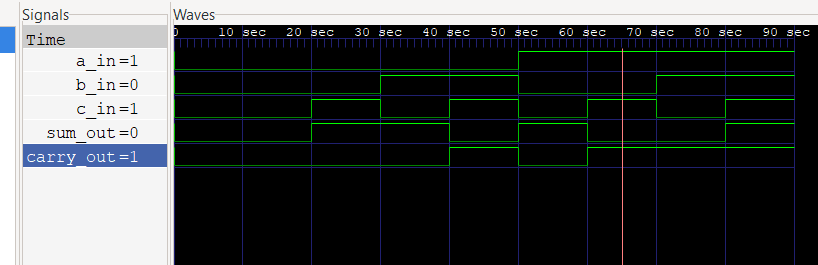 Signals
Waves
Time
0 10 sec 20 sec 30 sec 40 sec 50 sec 60 sec 70 sec 80 sec 90 sec
a_in=1
b_in=0
c_in=1
sum_out=0
carry_out=1